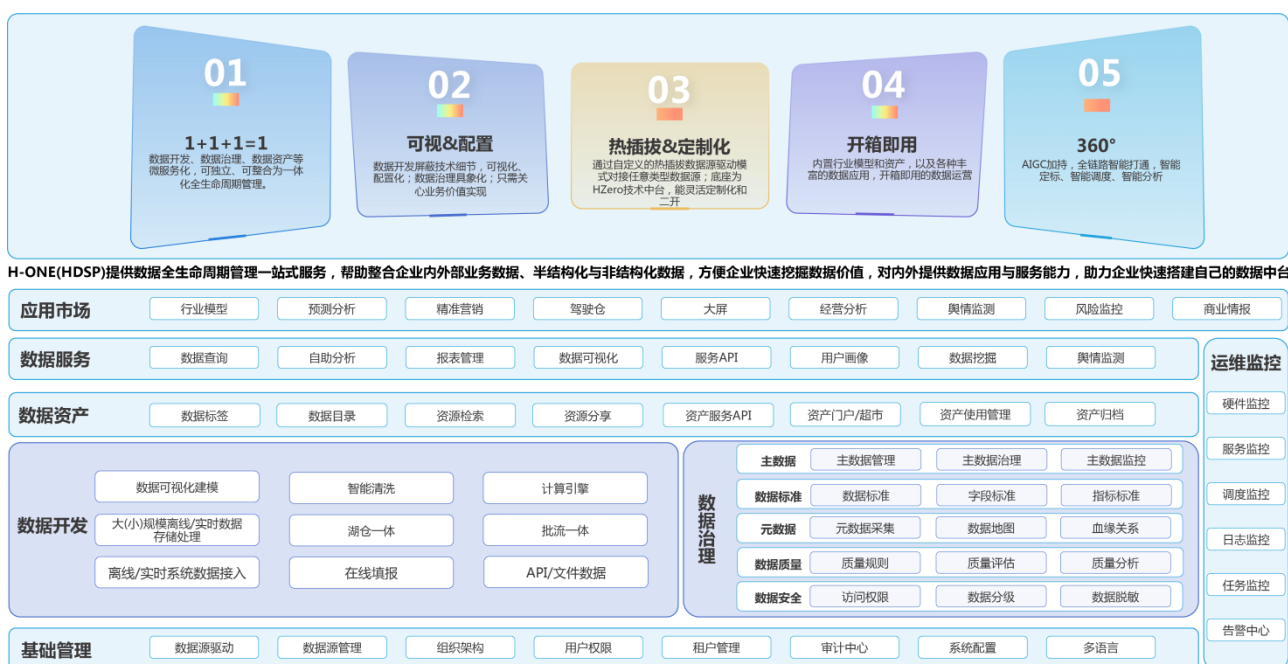 01
1+1+1=1
数据开发、数据治理、数据资产等
微服务化，可独立、可整合为一体
化全生命周期管理。
02
可视&配置
数据开发屏蔽技术细节，可视化、
配置化；数据治理具象化；只需关
心业务价值实现
03
热插拔&定制化
通过自定义的热插拔数据源驱动模
式对接任意类型数据源；底座为
HZero技术中台，能灵活定制化和
二开
04
开箱即用
内置行业模型和资产，以及各种丰
富的数据应用，开箱即用的数据运营
05
360°
AIGC加持，全链路智能打通，智能
定标、智能调度、智能分析
H-ONE(HDSP)提供数据全生命周期管理一站式服务，帮助整合企业内外部业务数据、半结构化与非结构化数据，方便企业快速挖掘数据价值，对内外提供数据应用与服务能力，助力企业快速搭建自己的数据中台
应用市场 行业模型 预测分析 精准营销 驾驶仓 大屏 经营分析 舆情监测 风险监控 商业情报
数据服务 数据查询 自助分析 报表管理 数据可视化 服务API 用户画像 数据挖掘 舆情监测
数据资产 数据标签 数据目录 资源检索 资源分享 资产服务API 资产门户/超市 资产使用管理 资产归档
数据开发
数据可视化建模 智能清洗 计算引擎
大(小)规模离线/实时数据
存储处理
湖仓一体 批流一体
离线/实时系统数据接入 在线填报 API/文件数据
数据治理
主数据 主数据管理 主数据治理 主数据监控
数据标准 数据标准 字段标准 指标标准
元数据 元数据采集 数据地图 血缘关系
数据质量 质量规则 质量评估 质量分析
数据安全 访问权限 数据分级 数据脱敏
基础管理 数据源驱动 数据源管理 组织架构 用户权限 租户管理 审计中心 系统配置 多语言
运维监控
硬件监控
服务监控
调度监控
日志监控
任务监控
告警中心